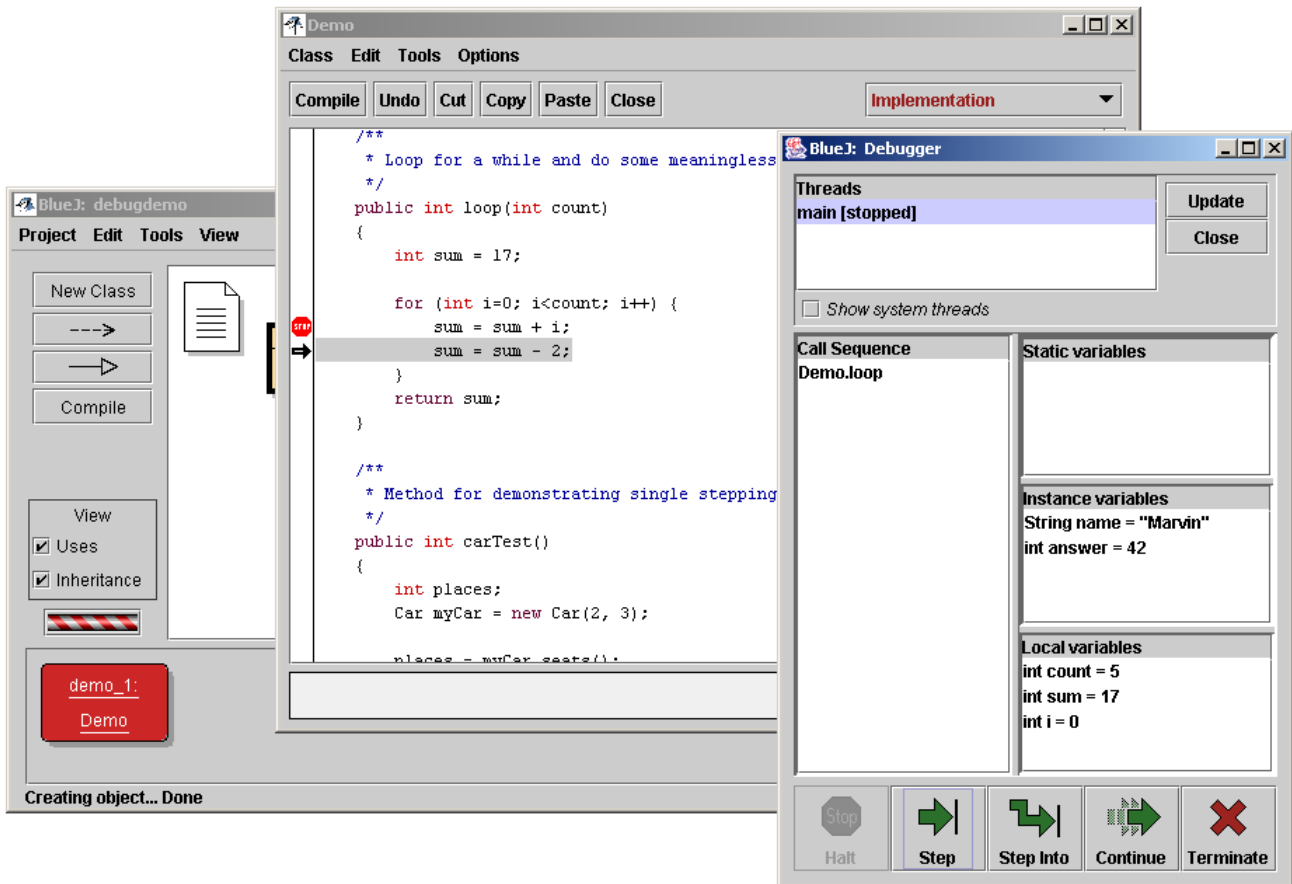 Demo
Class Edit Tools Options
Compile Undo Cut Copy Paste Close
Implementation
/**
* Loop for a while and do some meaningless
*/
public int loop(int count)
{
int sum = 17;
for (int i=0; i<count; i++) {
sum = sum + i;
sum = sum - 2;
}
return sum;
}
/**
* Method for demonstrating single stepping
*/
public int carTest()
{
int places;
Car myCar = new Car(2, 3);
places = myCar.seats();
BlueJ: debugdemo
Project Edit Tools View
New Class
Compile
View
Uses
Inheritance
demo_1:
Demo
Creating object... Done
BlueJ: Debugger
Threads
main [stopped]
Update
Close
Show system threads
Call Sequence
Demo.loop
Static variables
Instance variables
String name = "Marvin"
int answer = 42
Local variables
int count = 5
int sum = 17
int i = 0
Stop
Halt
Step
Step Into
Continue
Terminate